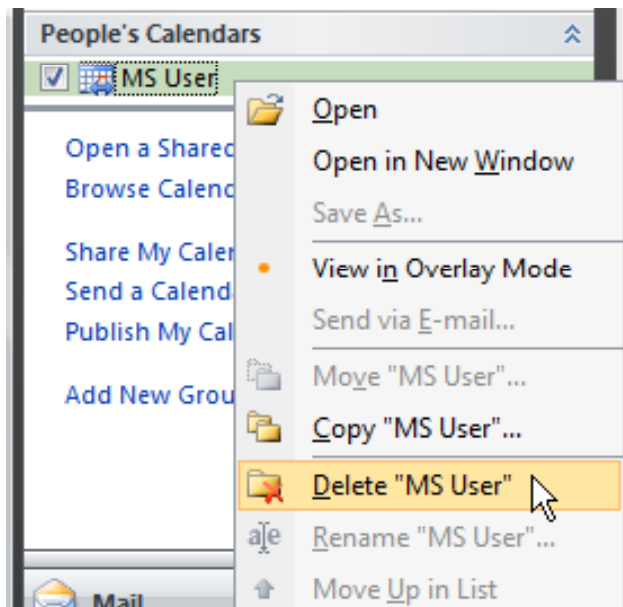 People's Calendars
MS User
Open
Open in New Window
Save As...
View in Overlay Mode
Send via E-mail...
Move "MS User"...
Copy "MS User"...
Delete "MS User"
Rename "MS User"...
Move Up in List
Open a Shared
Browse Calend
Share My Caler
Send a Calend
Publish My Cal
Add New Grou
Mail